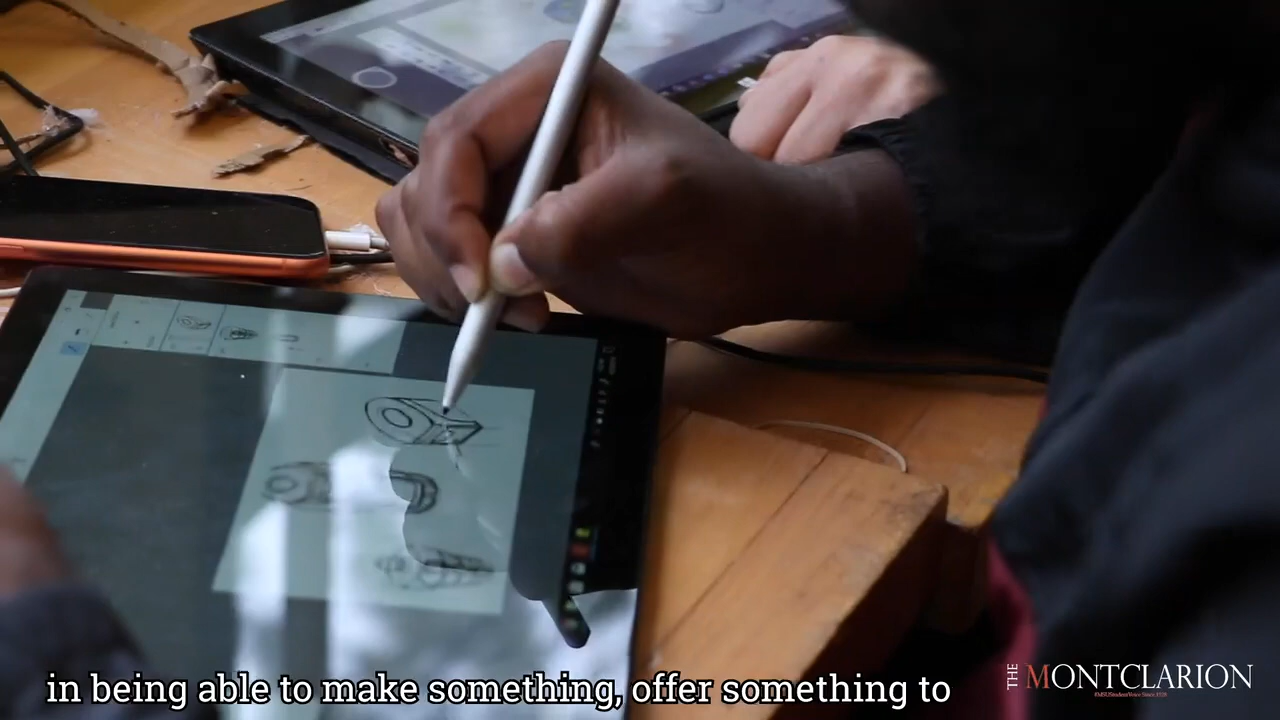 in being able to make something, offer something to
THE MONTCLARION